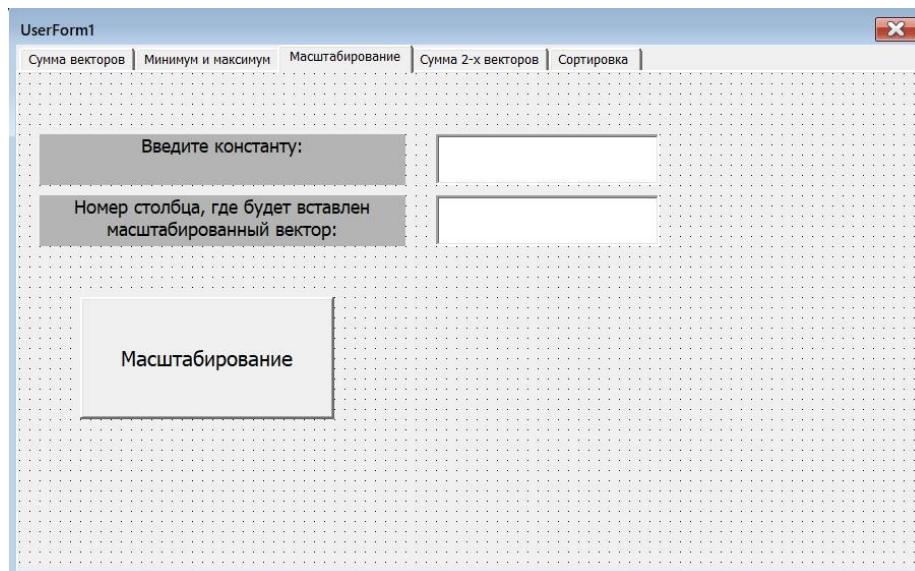 UserForm1
Сумма векторов Минимум и максимум Масштабирование Сумма 2-х векторов Сортировка
Введите константу:
Номер столбца, где будет вставлен
масштабированный вектор:
Масштабирование